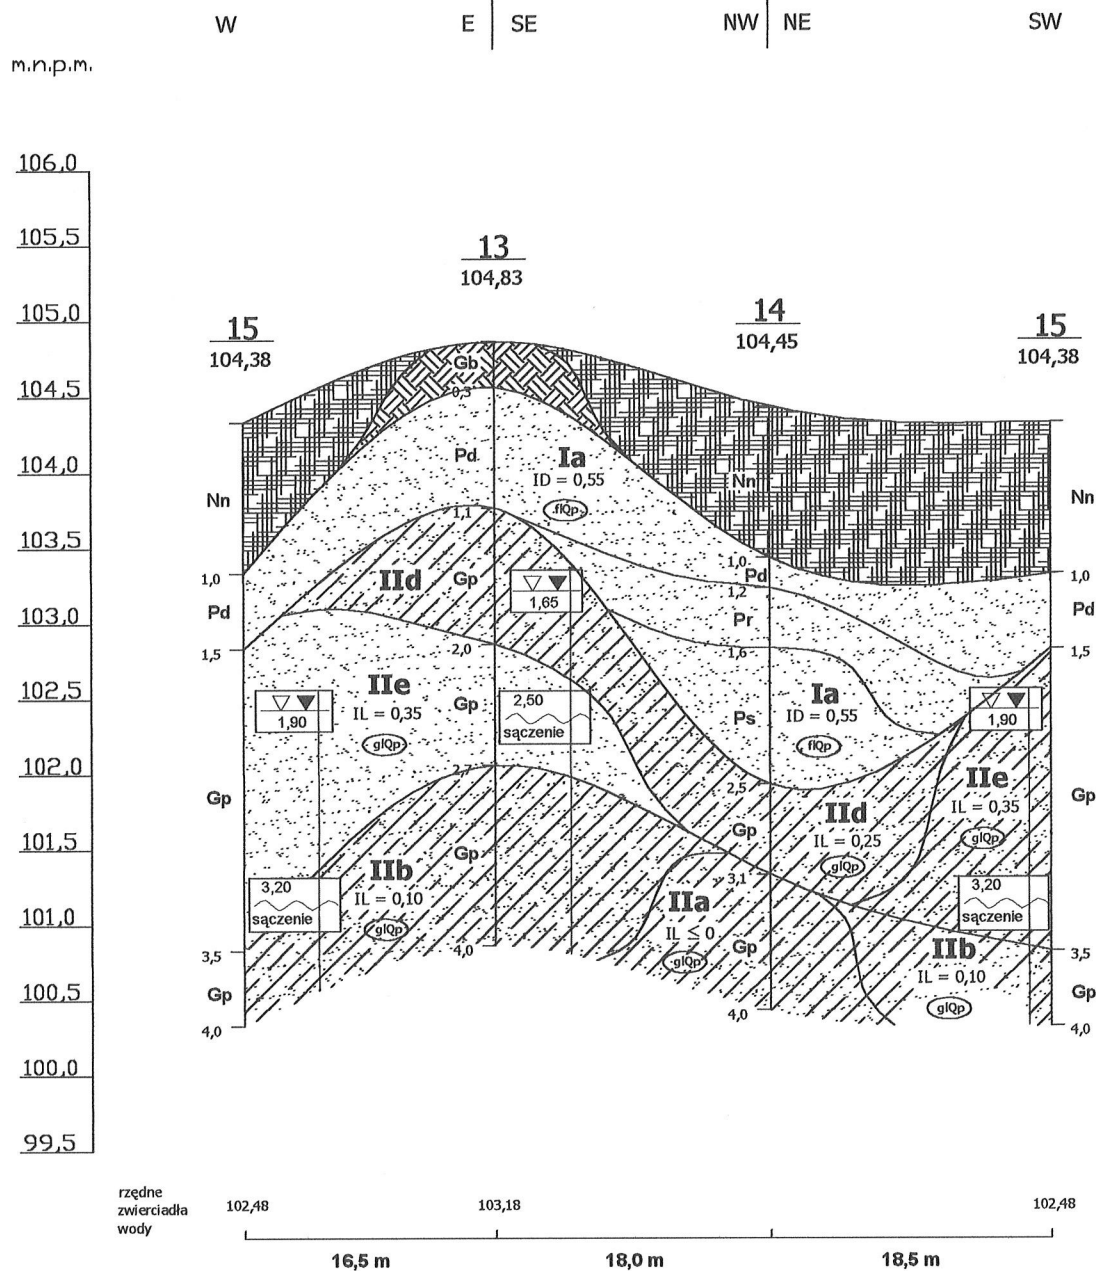 W E SE NW NE SW
m.n.p.m.
106,0
105,5
105,0
104,5
104,0
103,5
103,0
102,5
102,0
101,5
101,0
100,5
100,0
99,5
13
104,83
15
104,38
14
104,45
15
104,38
Gb
0,3
Pd
Ia
ID = 0,55
flQp
Nn
Nn
Nn
1,1
1,0
1,0
1,0
IId
Gp
1,65
Pd
1,2
Pd
Pd
Pr
1,5
2,0
1,6
1,5
IIe
IL = 0,35
glQp
Gp
1,90
2,50
sączenie
Ps
Ia
ID = 0,55
flQp
1,90
2,7
2,5
IIe
IL = 0,35
glQp
Gp
Gp
IId
IL = 0,25
glQp
Gp
Gp
IIb
IL = 0,10
glQp
3,1
3,20
sączenie
IIa
IL ≤ 0
glQp
3,20
sączenie
3,5
4,0
Gp
IIb
IL = 0,10
glQp
3,5
Gp
4,0
4,0
Gp
4,0
rzędne
zwierciadła
wody
102,48 103,18 102,48
16,5 m 18,0 m 18,5 m